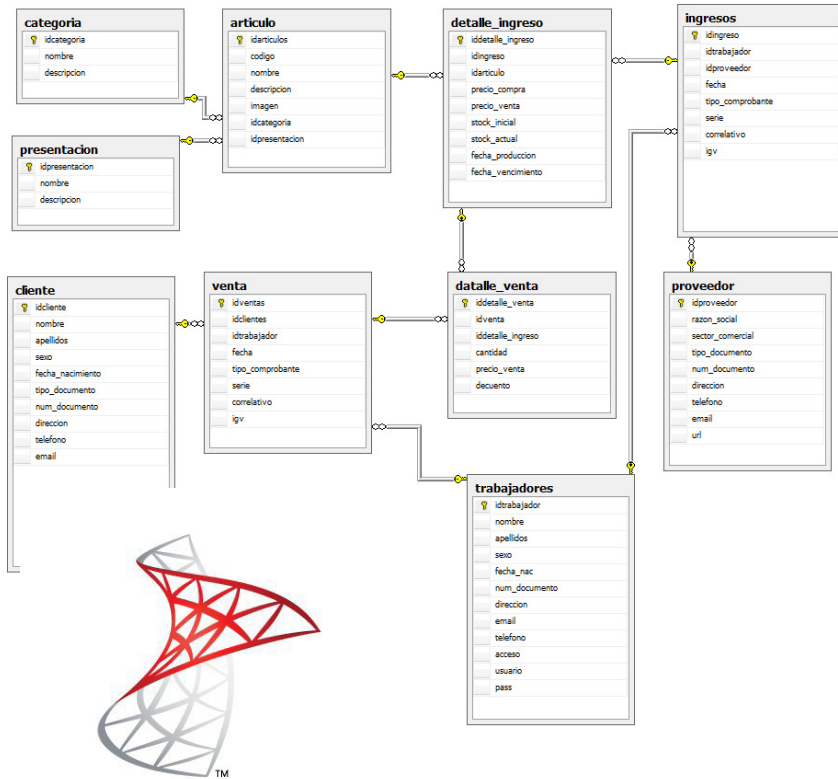 categoria
idcategoria
nombre
descripcion
articulo
idarticulos
codigo
nombre
descripcion
imagen
idcategoria
idpresentacion
detalle_ingreso
iddetalle_ingreso
idingreso
idarticulo
precio_compra
precio_venta
stock_inicial
stock_actual
fecha_produccion
fecha_vencimiento
ingresos
idingreso
idtrabajador
idproveedor
fecha
tipo_comprobante
serie
correlativo
igv
presentacion
idpresentacion
nombre
descripcion
cliente
idcliente
nombre
apellidos
sexo
fecha_nacimiento
tipo_documento
num_documento
direccion
telefono
email
venta
idventas
idclientes
idtrabajador
fecha
tipo_comprobante
serie
correlativo
igv
datalle_venta
iddetalle_venta
idventa
iddetalle_ingreso
cantidad
precio_venta
decuento
proveedor
idproveedor
razon_social
sector_comercial
tipo_documento
num_documento
direccion
telefono
email
url
trabajadores
idtrabajador
nombre
apellidos
sexo
fecha_nac
num_documento
direccion
email
telefono
acceso
usuario
pass
TM